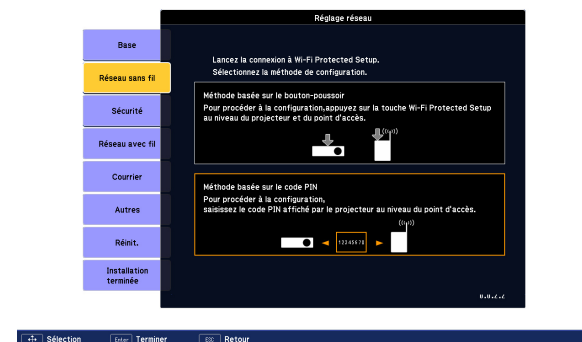 Réglage réseau
Base
Réseau sans fil
Sécurité
Réseau avec fil
Courrier
Autres
Réinit.
Installation
terminée
Lancez la connexion à Wi-Fi Protected Setup.
Sélectionnez la méthode de configuration.
Méthode basée sur le bouton-poussoir
Pour procéder à la configuration,appuyez sur la touche Wi-Fi Protected Setup
au niveau du projecteur et du point d'accès.
Méthode basée sur le code PIN
Pour procéder à la configuration,
saisissez le code PIN affiché par le projecteur au niveau du point d'accès.
12345678
Sélection
Enter Terminer
ESC Retour